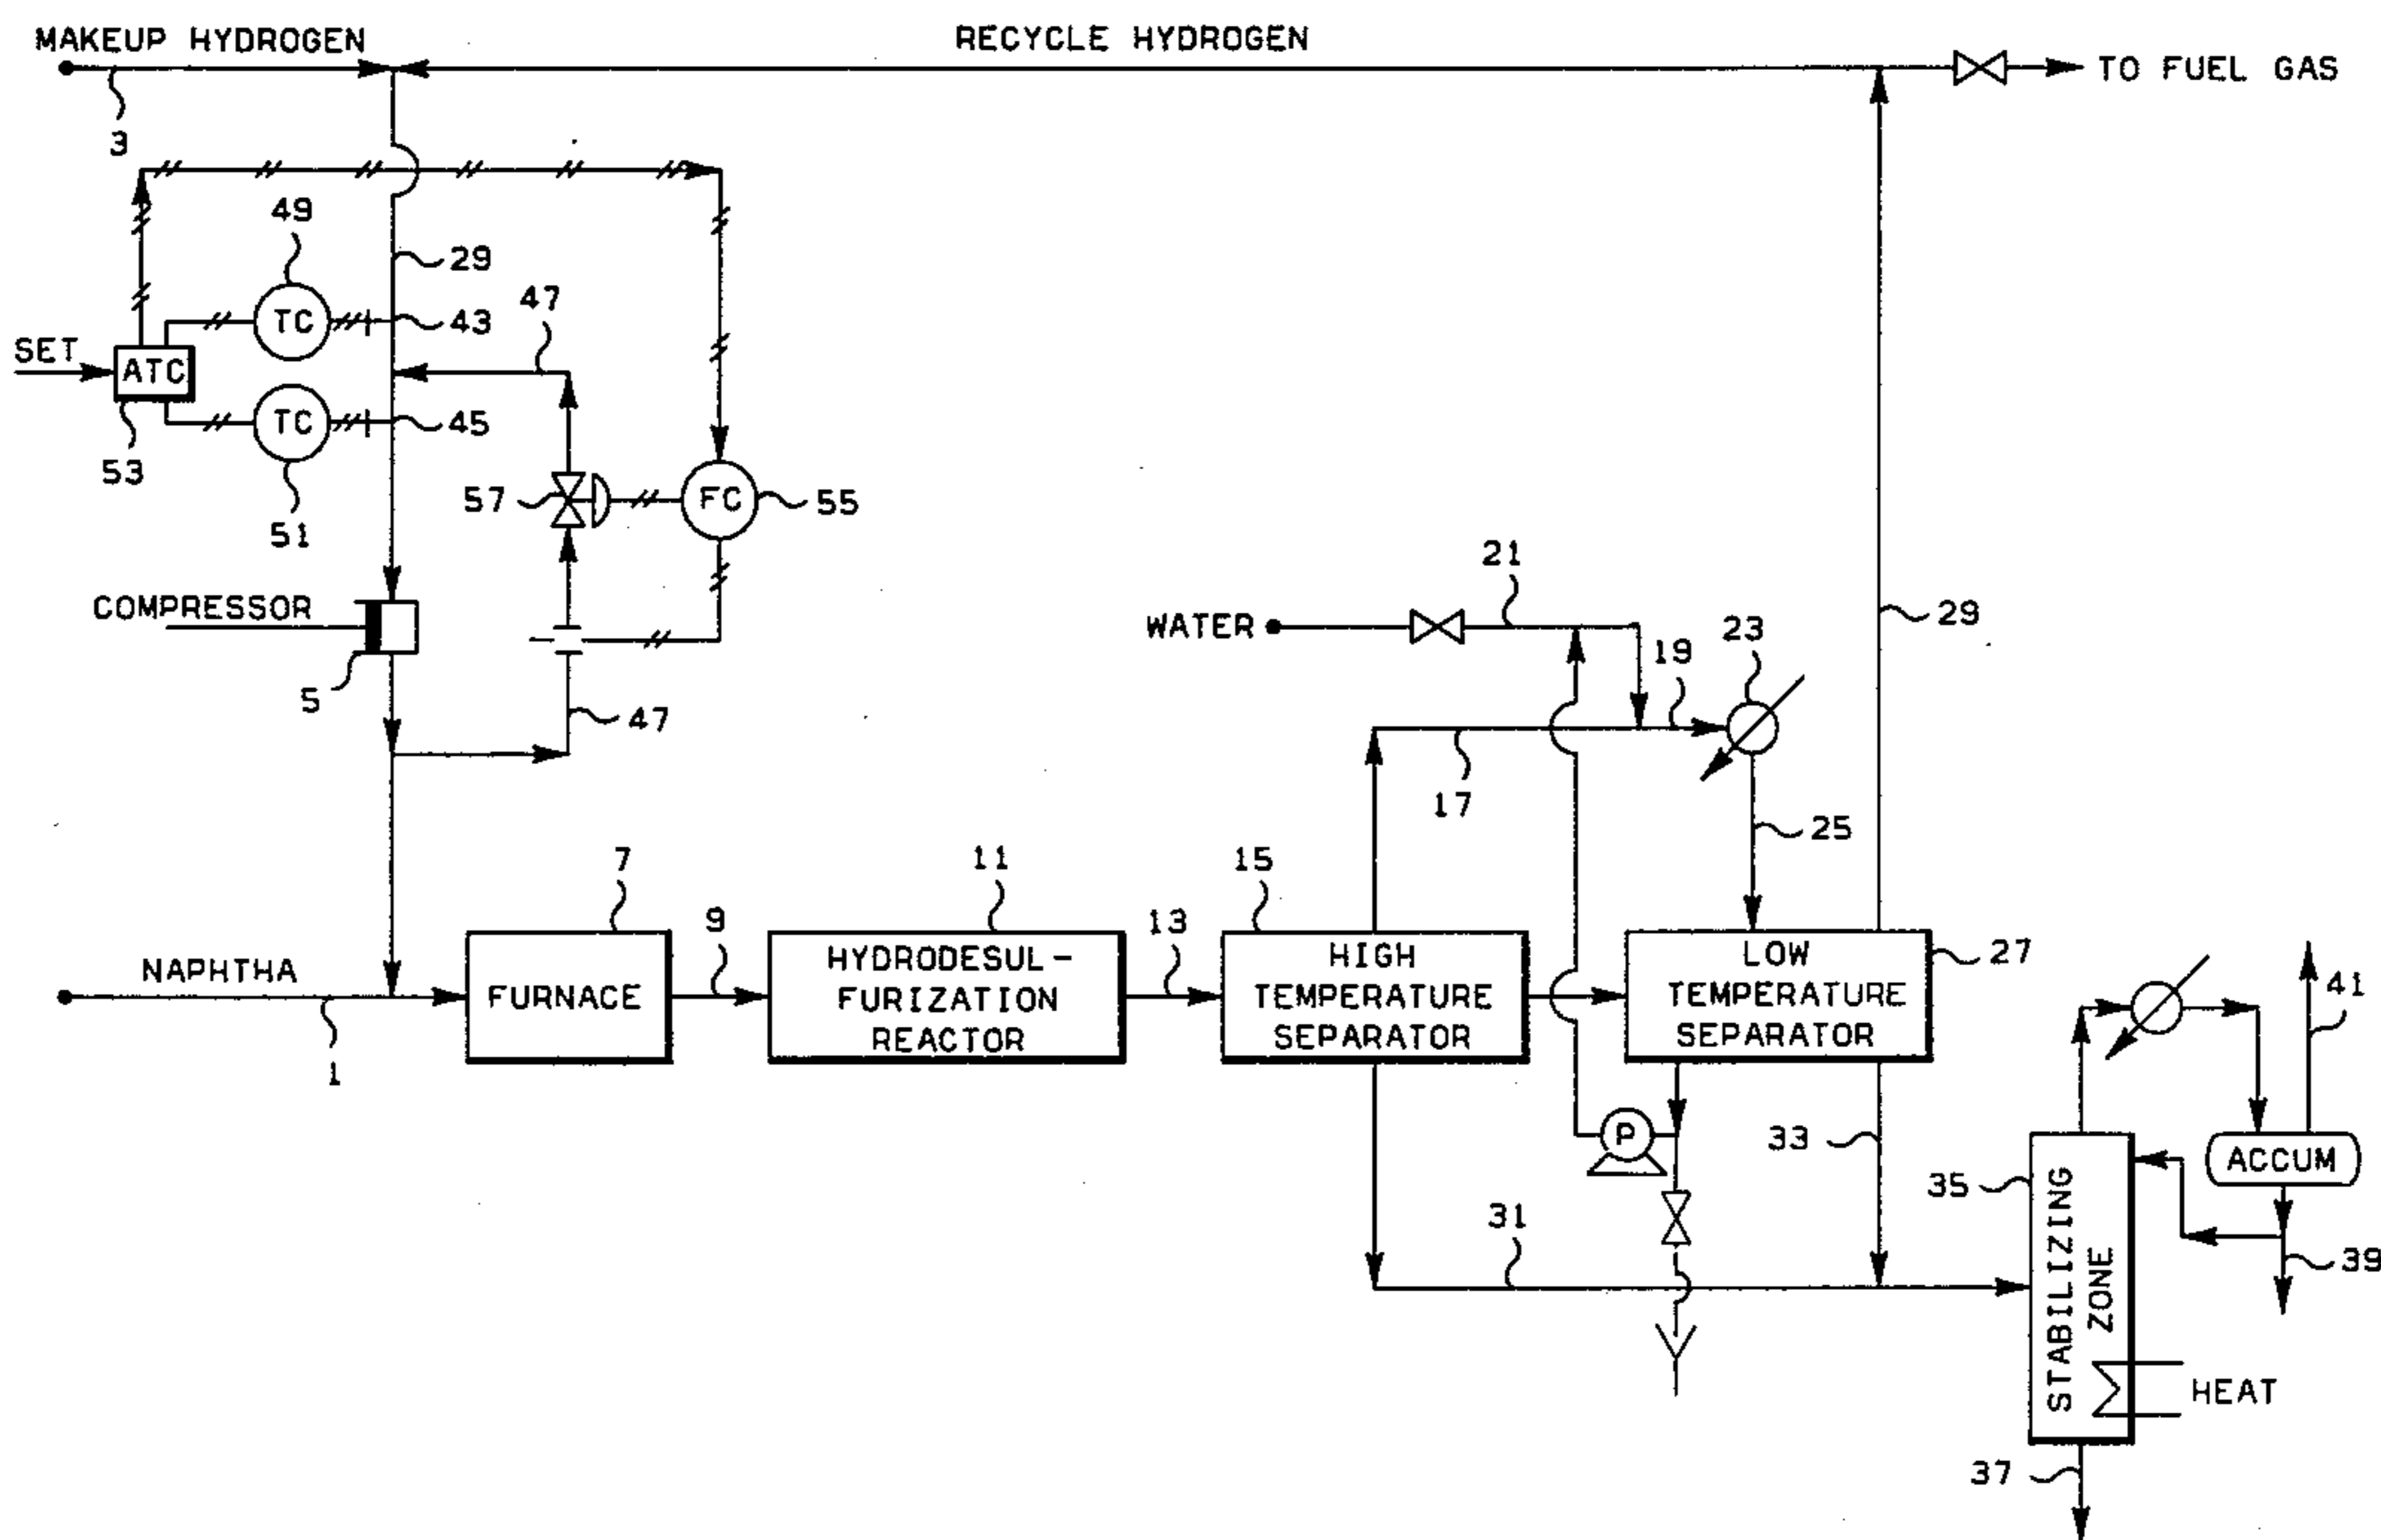 MAKEUP HYDROGEN
RECYCLE HYDROGEN
TO FUEL GAS
3
49
29
47
TC
43
SET
ATC
TC
45
53
57
FC
55
51
21
COMPRESSOR
WATER
29
23
19
5
47
17
25
7
11
15
9
13
NAPHTHA
FURNACE
HYDRODESUL-
FURIZATION
REACTOR
HIGH
TEMPERATURE
SEPARATOR
LOW
TEMPERATURE
SEPARATOR
27
41
1
P
33
ACCUM
35
STABILIZING
ZONE
31
39
HEAT
37